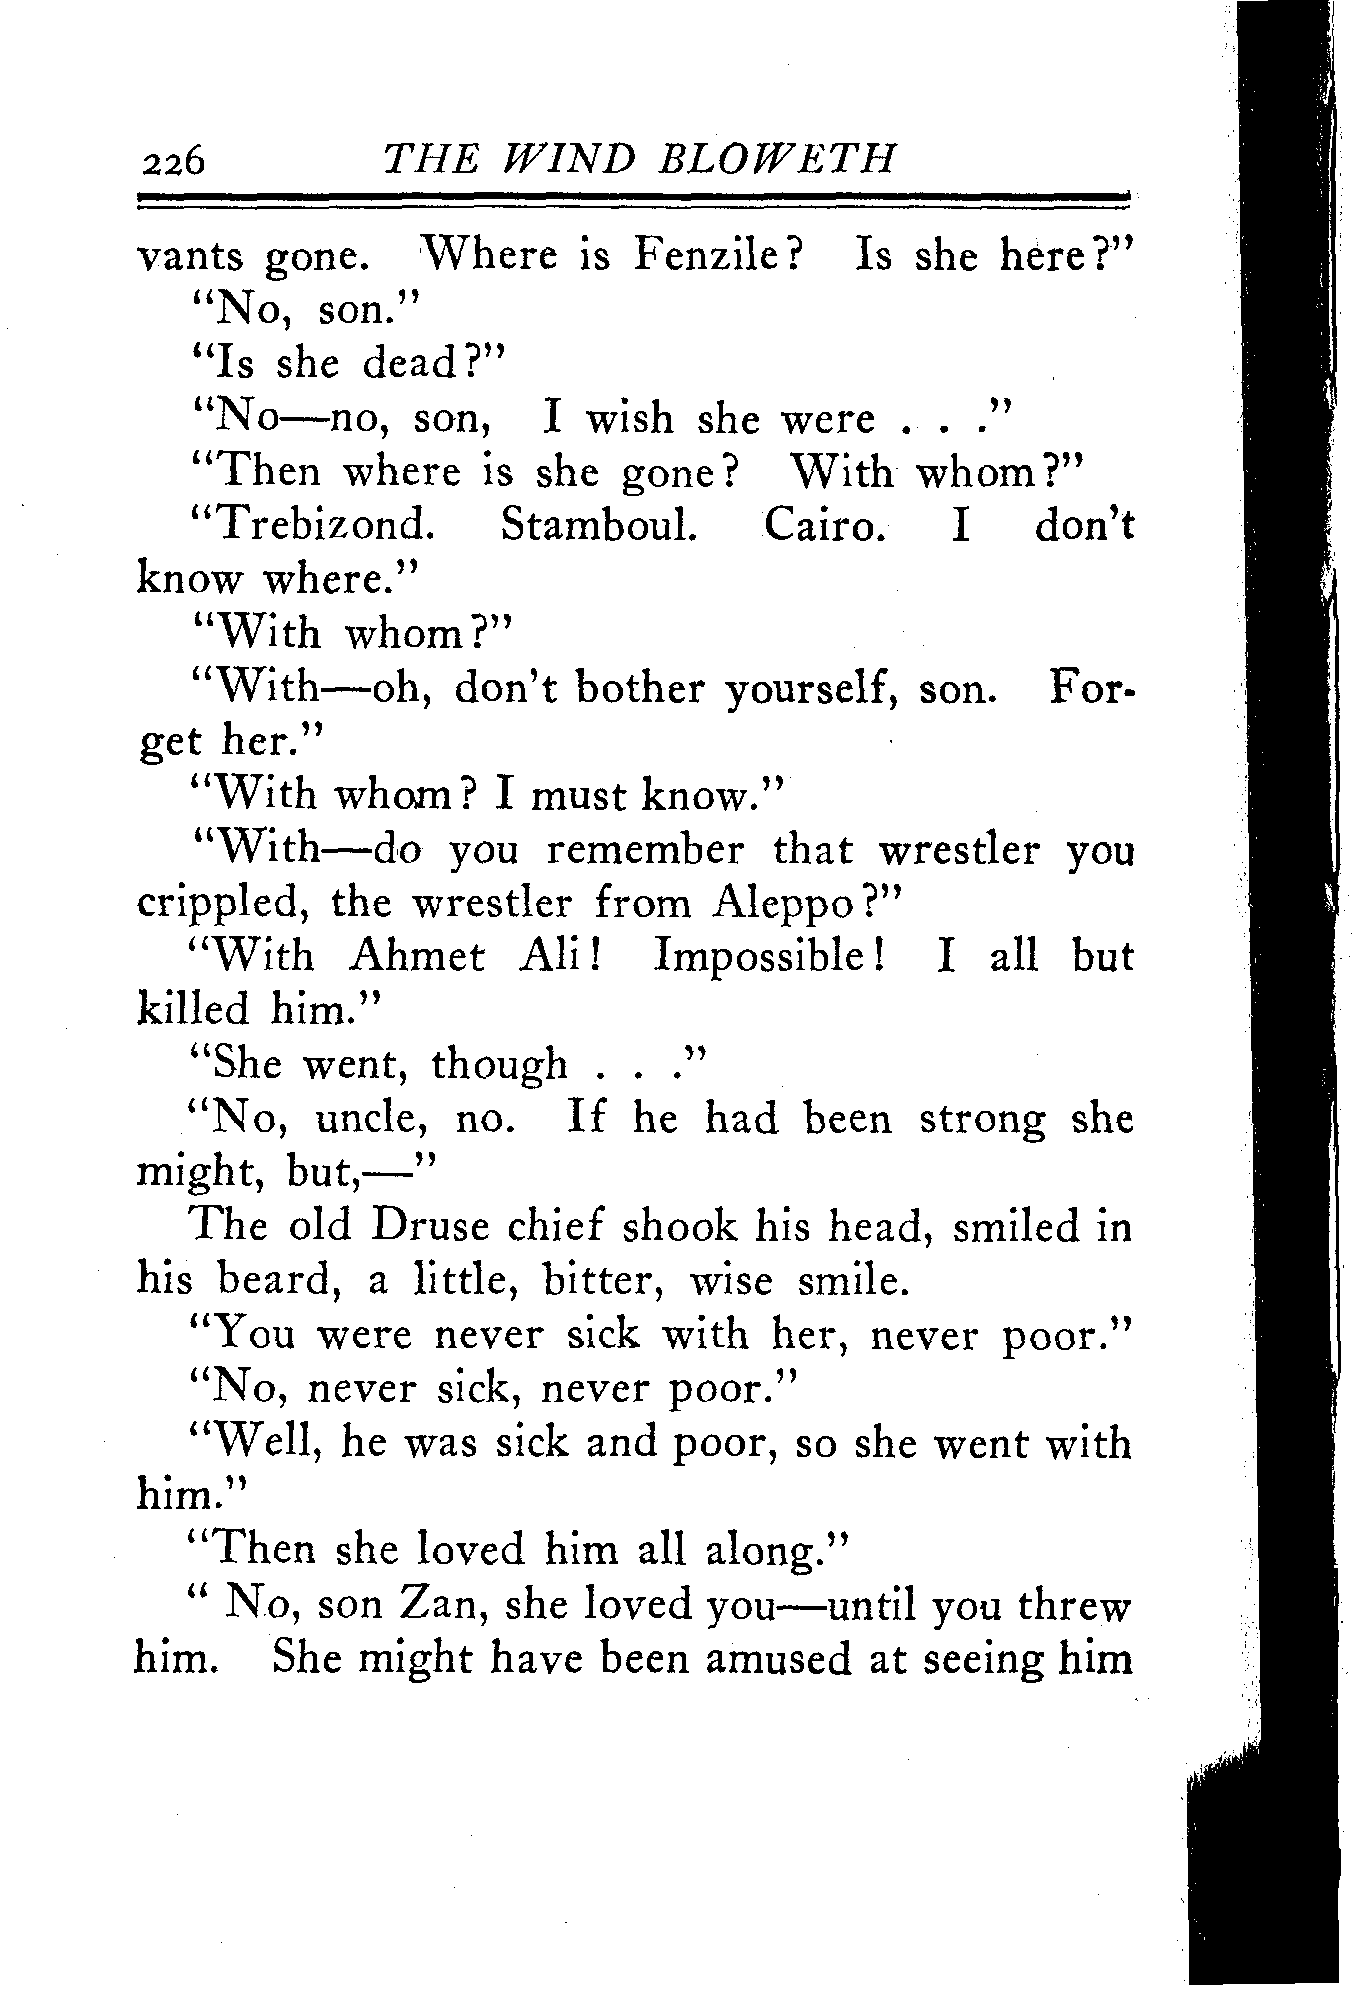 226 THE WIND BLOWETH
vants gone. Where is Fenzile? Is she here?"
"No, son."
"Is she dead?"
"No—no, son, I wish she were . . ."
"Then where is she gone? With whom?"
"Trebizond. Stamboul. Cairo. I don't
know where."
"With whom?"
"With—oh, don't bother yourself, son. For-
get her."
"With whom? I must know."
"With—do you remember that wrestler you
crippled, the wrestler from Aleppo?"
"With Ahmet Ali! Impossible! I all but
killed him."
"She went, though . . ."
"No, uncle, no. If he had been strong she
might, but,—"
The old Druse chief shook his head, smiled in
his beard, a little, bitter, wise smile.
"You were never sick with her, never poor."
"No, never sick, never poor."
"Well, he was sick and poor, so she went with
him."
"Then she loved him all along."
" No, son Zan, she loved you—until you threw
him. She might have been amused at seeing him